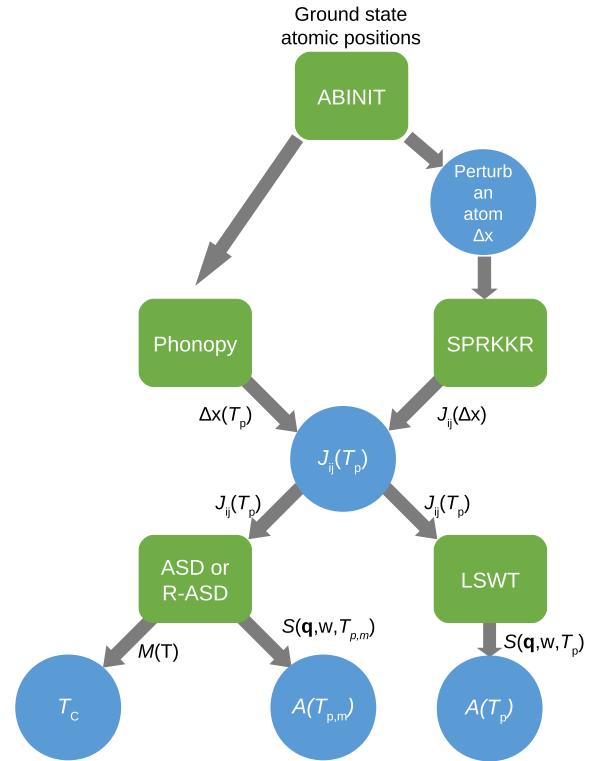 Ground state
atomic positions
ABINIT
Perturb
an
atom
Δx
Phonopy
SPRKKR
Δx(Tp)
Jij(Δx)
Jij(Tp)
Jij(Tp)
Jij(Tp)
ASD or
R-ASD
LSWT
M(T)
S(q,w,Tp,m)
S(q,w,Tp)
TC
A(Tp,m)
A(Tp)